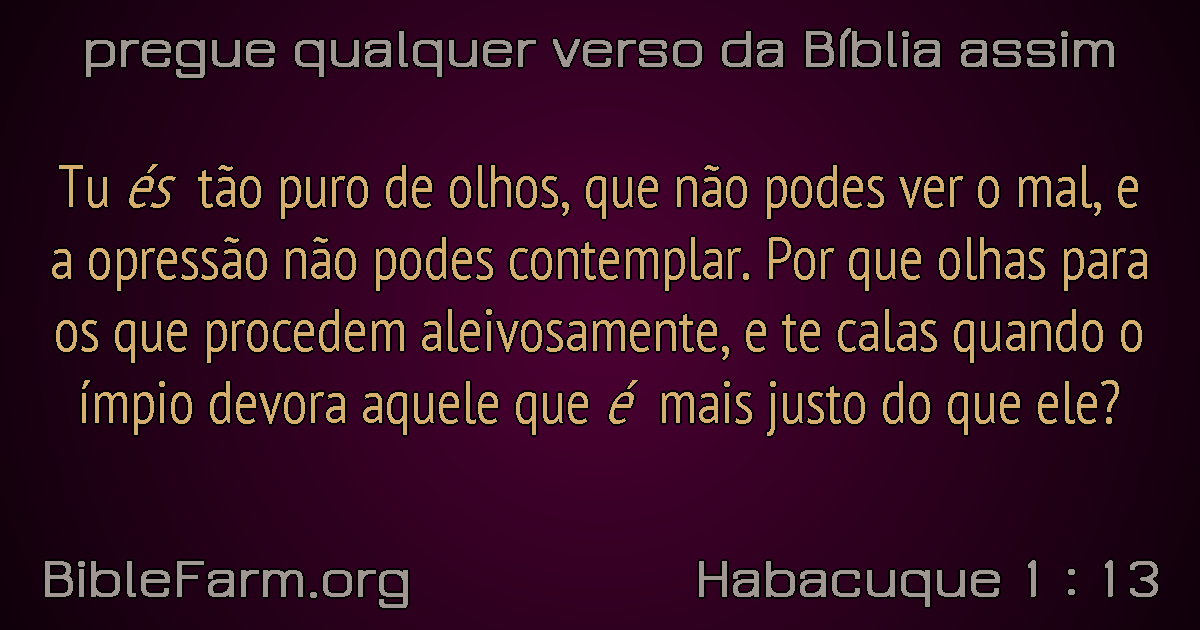 pregue qualquer verso da Bíblia assim
Tu és tão puro de olhos, que não podes ver o mal, e
a opressão não podes contemplar. Por que olhas para
os que procedem aleivosamente, e te calas quando o
ímpio devora aquele que é mais justo do que ele?
BibleFarm.org
Habacuque 1 : 13